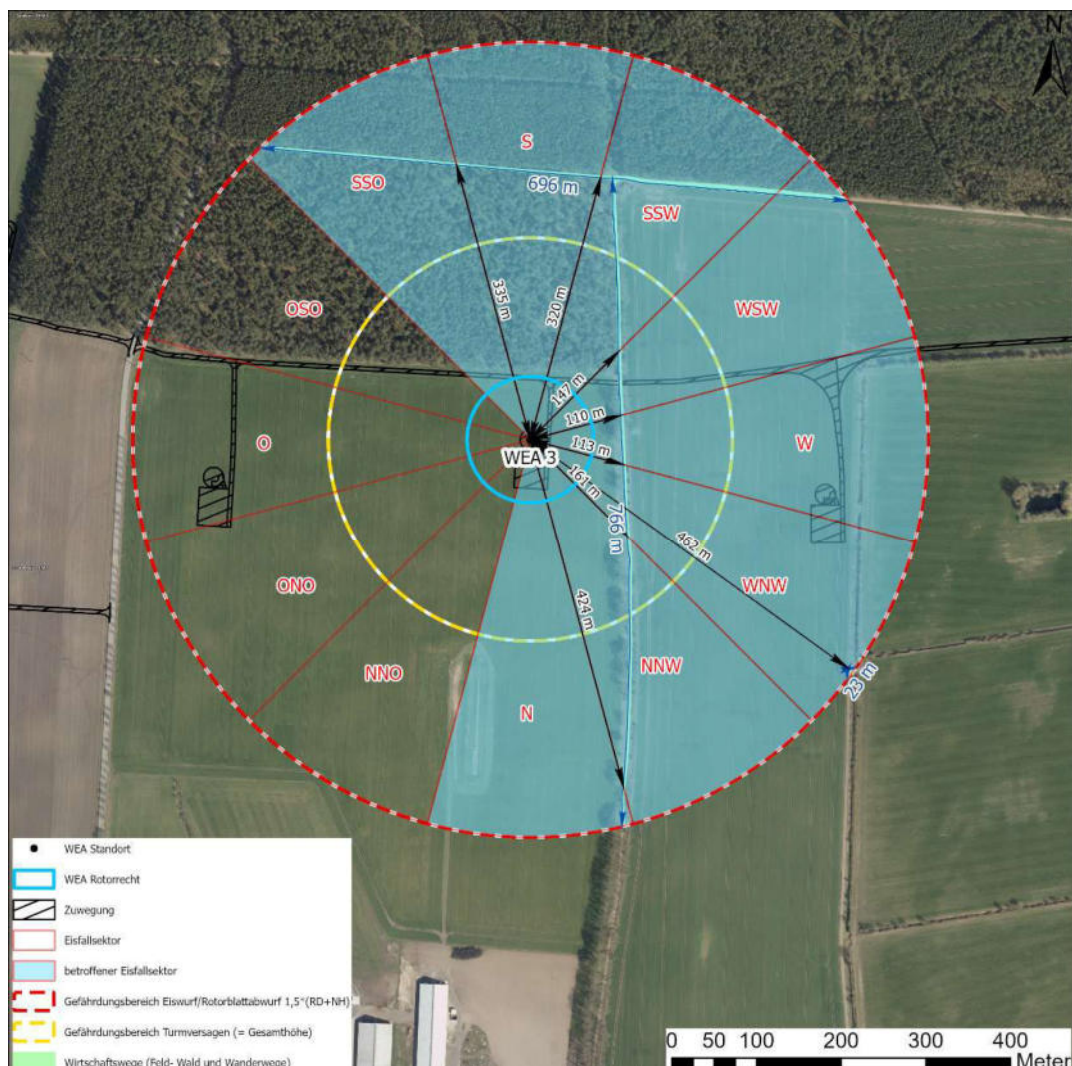 N
S
696 m
SSO
SSW
335 m
320 m
OSO
WSW
147 m
110 m
O
W
113 m
WEA 3
161 m
766 m
462 m
ONO
WNW
424 m
NNO
NNW
23 m
N
WEA Standort
WEA Rotorrecht
Zuwegung
Eisfallsektor
betroffener Eisfallsektor
Gefährdungsbereich Eiswurf/Rotorblattabwurf 1,5*(RD+NH)
Gefährdungsbereich Turmversagen (= Gesamthöhe)
Wirtschaftswege (Feld- Wald und Wanderwege)
0 50 100 200 300 400
Meter